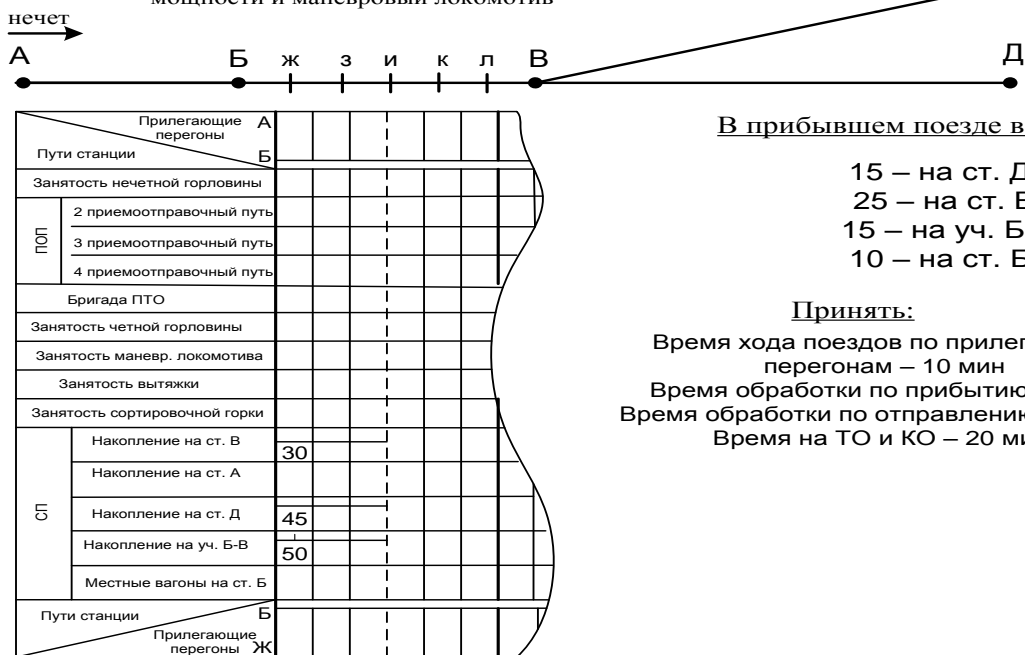 мощности и маневровый локомотив
нечет
А Б ж з и к л В Д
Прилегающие перегоны А
Пути станции Б
Занятость нечетной горловины
ПОП
2 приемоотправочный путь
3 приемоотправочный путь
4 приемоотправочный путь
Бригада ПТО
Занятость четной горловины
Занятость маневр. локомотива
Занятость вытяжки
Занятость сортировочной горки
СП
Накопление на ст. В
30
Накопление на ст. А
Накопление на ст. Д
45
Накопление на уч. Б-В
50
Местные вагоны на ст. Б
Пути станции Б
Прилегающие перегоны Ж
В прибывшем поезде в
15 – на ст. Д
25 – на ст.
15 – на уч. Б
10 – на ст. Б
Принять:
Время хода поездов по прилег
перегонам – 10 мин
Время обработки по прибытию
Время обработки по отправлению
Время на ТО и КО – 20 ми